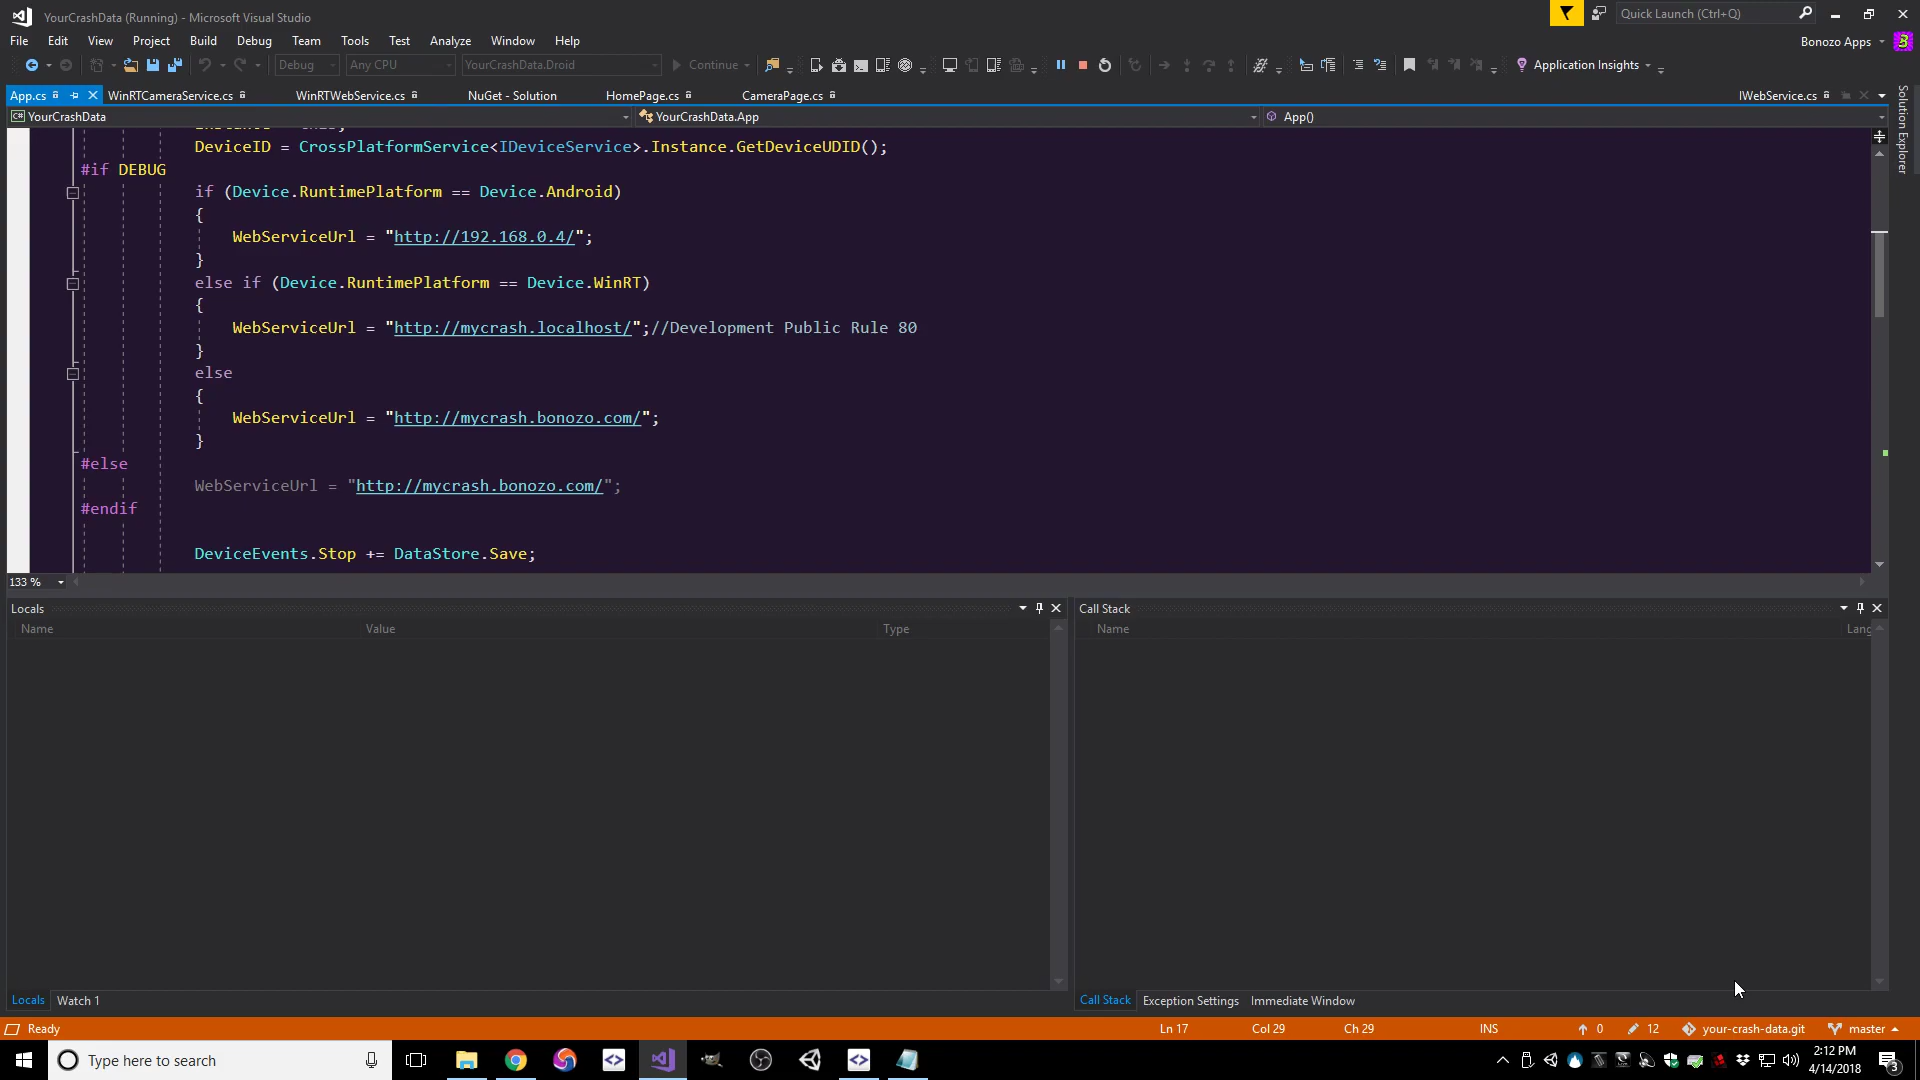 YourCrashData (Running) - Microsoft Visual Studio
Quick Launch (Ctrl+Q)
File Edit View Project Build Debug Team Tools Test Analyze Window Help
Bonozo Apps
Debug Any CPU YourCrashData.Droid Continue Application Insights
App.cs WinRTCameraService.cs WinRTWebService.cs NuGet - Solution HomePage.cs CameraPage.cs IWebService.cs
YourCrashData YourCrashData.App App()
Solution Explorer
DeviceID = CrossPlatformService<IDeviceService>.Instance.GetDeviceUDID();
#if DEBUG
if (Device.RuntimePlatform == Device.Android)
{
WebServiceUrl = "http://192.168.0.4/";
}
else if (Device.RuntimePlatform == Device.WinRT)
{
WebServiceUrl = "http://mycrash.localhost/";//Development Public Rule 80
}
else
{
WebServiceUrl = "http://mycrash.bonozo.com/";
}
#else
WebServiceUrl = "http://mycrash.bonozo.com/";
#endif
DeviceEvents.Stop += DataStore.Save;
133 %
Locals
Name Value Type
Call Stack
Name Lang
Locals Watch 1
Call Stack Exception Settings Immediate Window
Ready Ln 17 Col 29 Ch 29 INS 0 12 your-crash-data.git master
Type here to search
2:12 PM
4/14/2018
3